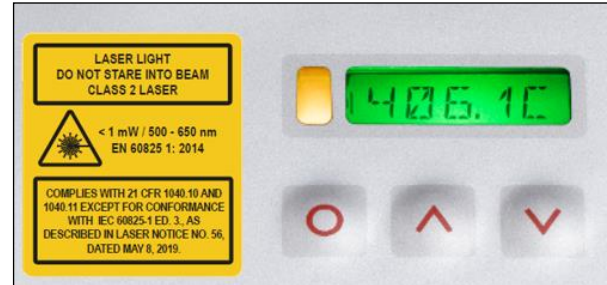 LASER LIGHT
DO NOT STARE INTO BEAM
CLASS 2 LASER
< 1 mW / 500 - 650 nm
EN 60825 1: 2014
COMPLIES WITH 21 CFR 1040.10 AND
1040.11 EXCEPT FOR CONFORMANCE
WITH IEC 60825-1 ED. 3., AS
DESCRIBED IN LASER NOTICE NO. 56,
DATED MAY 8, 2019.
1406.1C